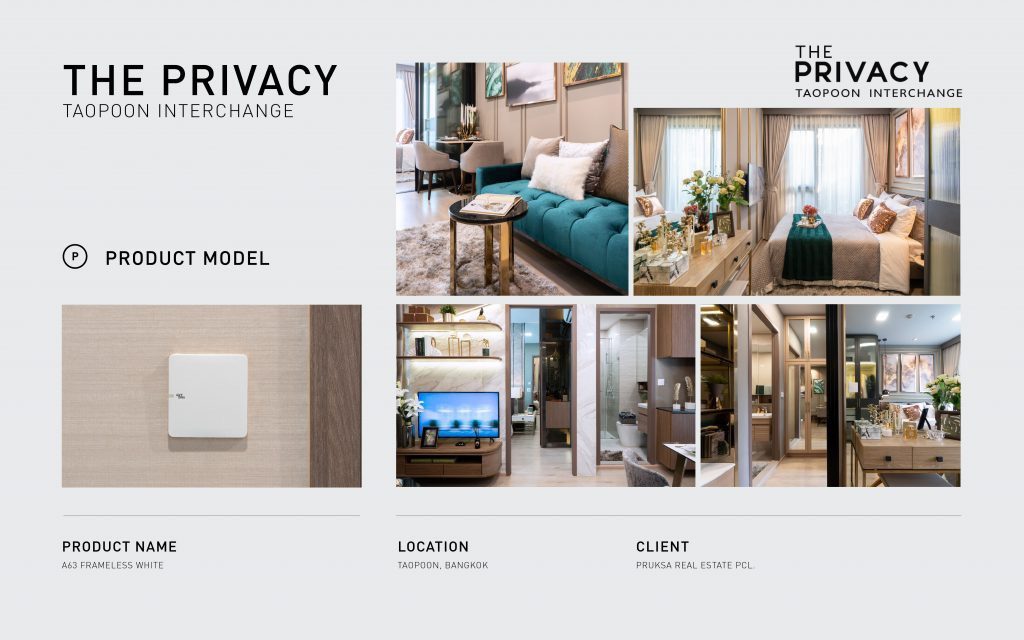 THE PRIVACY
TAOPOON INTERCHANGE
THE
PRIVACY
TAOPOON INTERCHANGE
P
PRODUCT MODEL
PRODUCT NAME
A63 FRAMELESS WHITE
LOCATION
TAOPOON, BANGKOK
CLIENT
PRUKSA REAL ESTATE PCL.